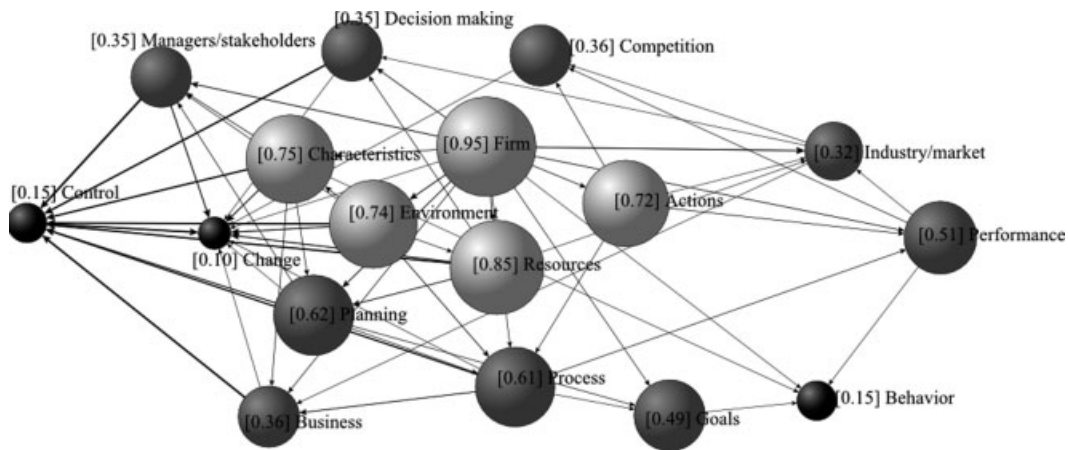 [0.35] Decision making
[0.35] Managers/stakeholders
[0.36] Competition
[0.95] Firm
[0.75] Characteristics
[0.32] Industry/market
[0.15] Control
[0.72] Actions
[0.74] Environment
[0.51] Performance
[0.10] Change
[0.85] Resources
[0.62] Planning
[0.61] Process
[0.15] Behavior
[0.49] Goals
[0.36] Business